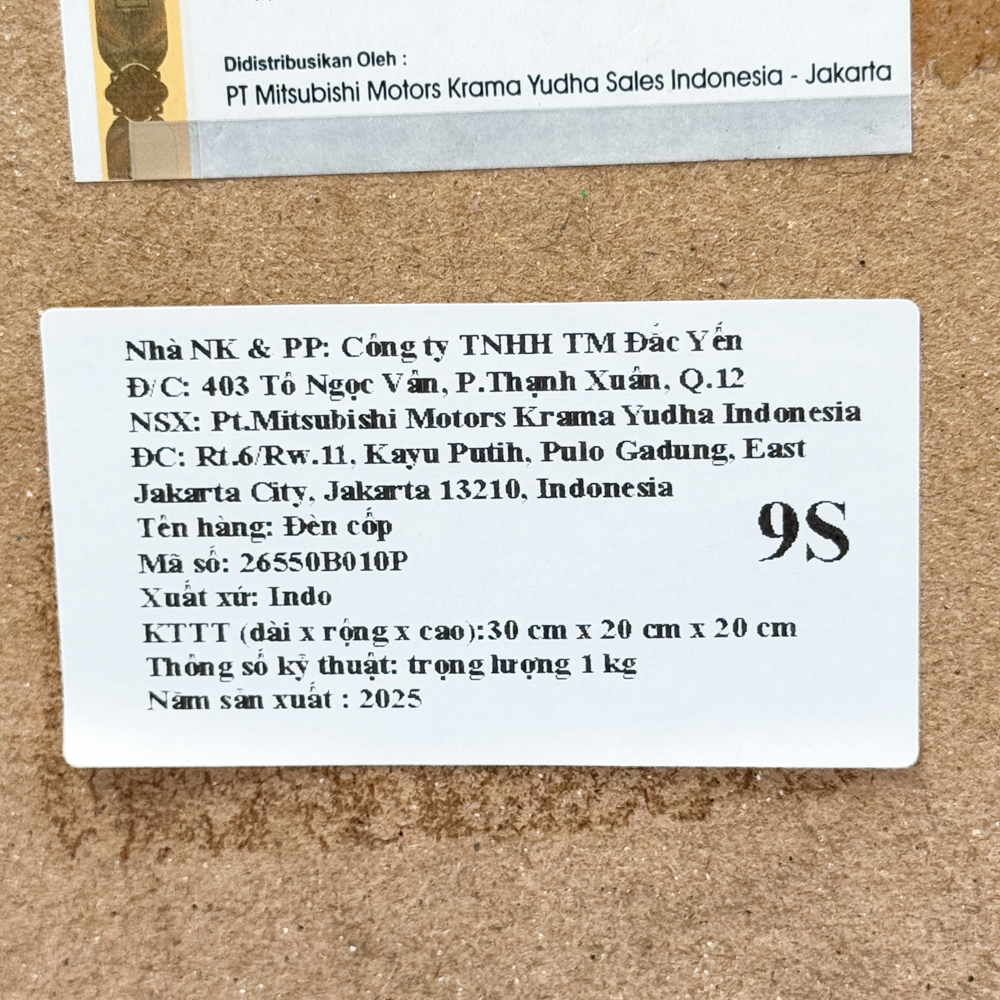 Didistribusikan Oleh :
PT Mitsubishi Motors Krama Yudha Sales Indonesia - Jakarta
Nhà NK & PP: Công ty TNHH TM Đắc Yến
Đ/C: 403 Tô Ngọc Vân, P.Thạnh Xuân, Q.12
NSX: Pt.Mitsubishi Motors Krama Yudha Indonesia
ĐC: Rt.6/Rw.11, Kayu Putih, Pulo Gadung, East
Jakarta City, Jakarta 13210, Indonesia
Tên hàng: Đèn cốp
Mã số: 26550B010P
Xuất xứ: Indo
KTTT (dài x rộng x cao):30 cm x 20 cm x 20 cm
Thông số kỹ thuật: trọng lượng 1 kg
Năm sản xuất : 2025
9S